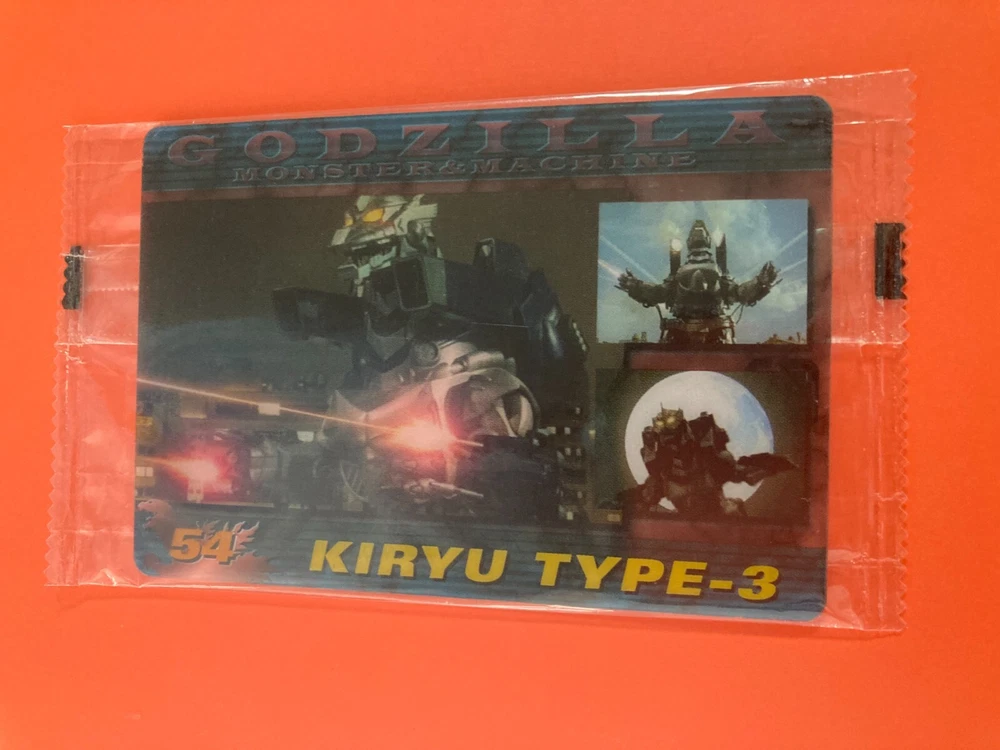 GODZILLA
MONSTER&MACHINE
54
KIRYU TYPE-3